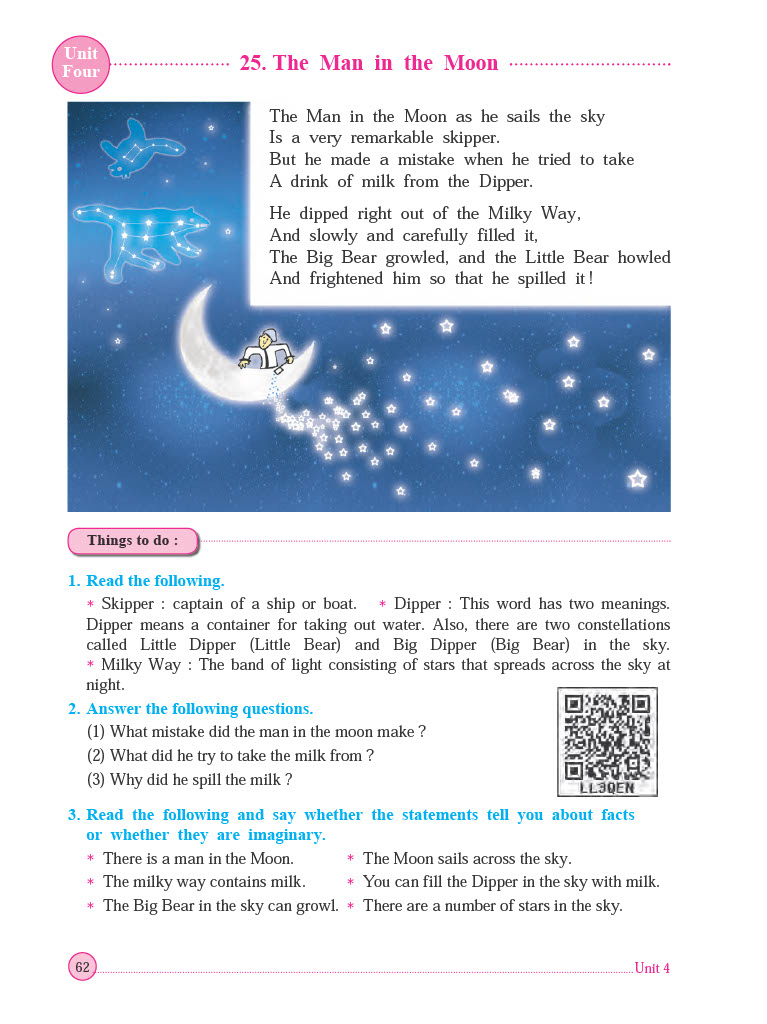 Unit
Four
25. The Man in the Moon
The Man in the Moon as he sails the sky
Is a very remarkable skipper.
But he made a mistake when he tried to take
A drink of milk from the Dipper.
He dipped right out of the Milky Way,
And slowly and carefully filled it,
The Big Bear growled, and the Little Bear howled
And frightened him so that he spilled it !
Things to do :
1. Read the following.
* Skipper : captain of a ship or boat. * Dipper : This word has two meanings.
Dipper means a container for taking out water. Also, there are two constellations
called Little Dipper (Little Bear) and Big Dipper (Big Bear) in the sky.
* Milky Way : The band of light consisting of stars that spreads across the sky at
night.
2. Answer the following questions.
(1) What mistake did the man in the moon make ?
(2) What did he try to take the milk from ?
(3) Why did he spill the milk ?
LL3QEN
3. Read the following and say whether the statements tell you about facts
or whether they are imaginary.
* There is a man in the Moon. * The Moon sails across the sky.
* The milky way contains milk. * You can fill the Dipper in the sky with milk.
* The Big Bear in the sky can growl. * There are a number of stars in the sky.
62 Unit 4